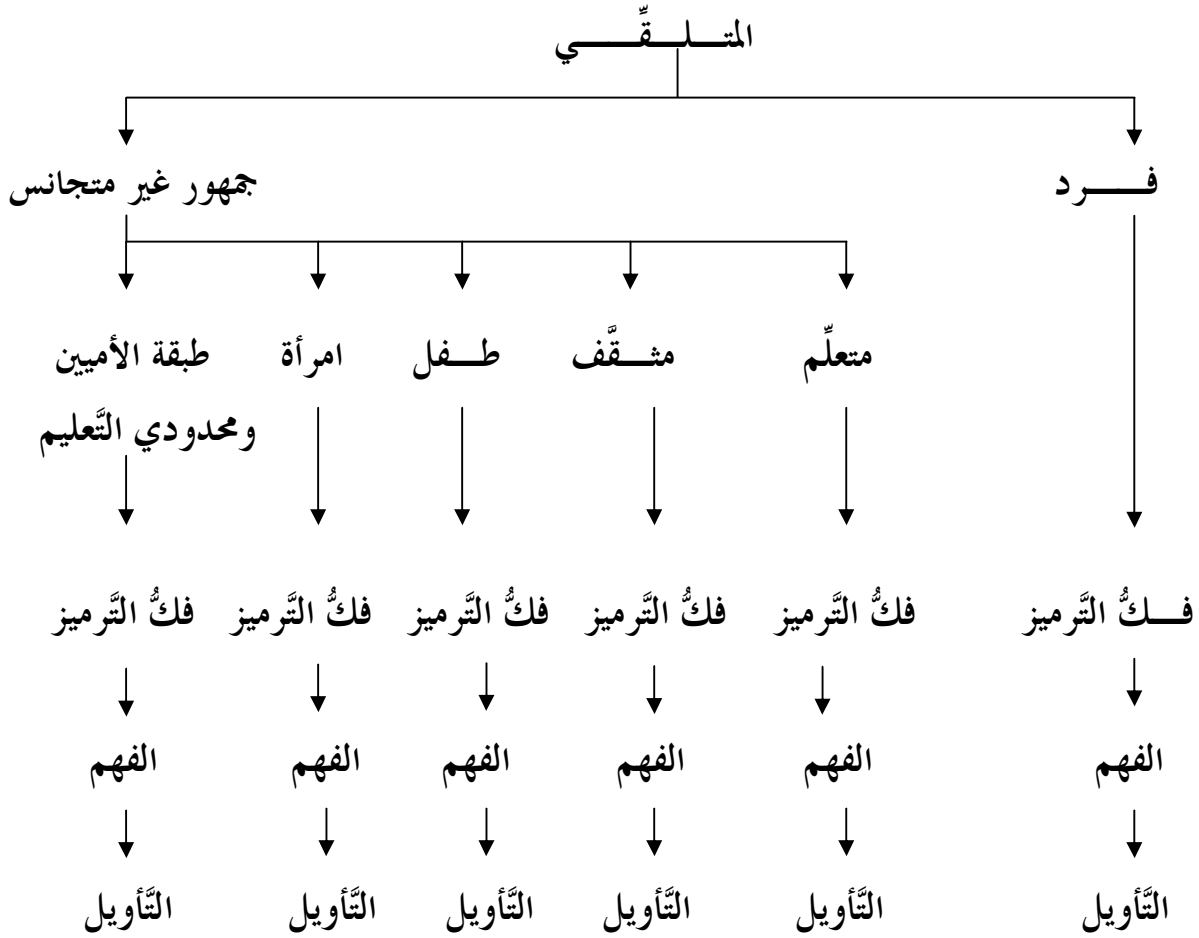 المتلقِّي
فرد جمهور غير متجانس
متعلِّم مثقَّف طفل امرأة طبقة الأميين
ومحدودي التَّعليم
فكُّ التَّرميز فكُّ التَّرميز فكُّ التَّرميز فكُّ التَّرميز فكُّ التَّرميز فكُّ التَّرميز
الفهم الفهم الفهم الفهم الفهم الفهم
التَّأويل التَّأويل التَّأويل التَّأويل التَّأويل التَّأويل